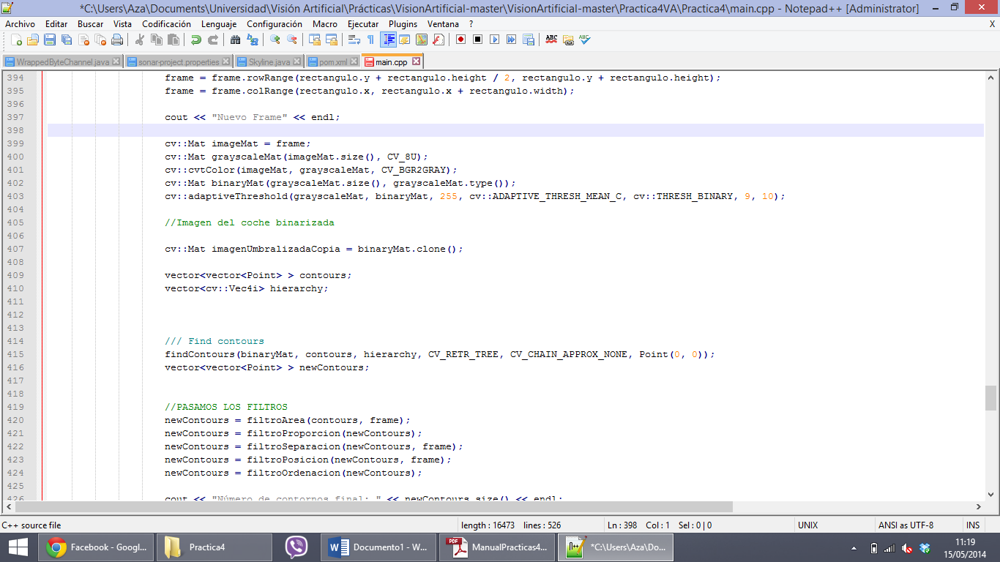 *C:\Users\Aza\Documents\Universidad\Visión Artificial\Prácticas\VisionArtificial-master\VisionArtificial-master\Practica4VA\Practica4\main.cpp - Notepad++ [Administrator]
Archivo Editar Buscar Vista Codificación Lenguaje Configuración Macro Ejecutar Plugins Ventana ? X
WrappedByteChannel.java sonar-project.properties Skyline.java pom.xml main.cpp
394 frame = frame.rowRange(rectangulo.y + rectangulo.height / 2, rectangulo.y + rectangulo.height);
395 frame = frame.colRange(rectangulo.x, rectangulo.x + rectangulo.width);
396
397 cout << "Nuevo Frame" << endl;
398
399 cv::Mat imageMat = frame;
400 cv::Mat grayscaleMat(imageMat.size(), CV_8U);
401 cv::cvtColor(imageMat, grayscaleMat, CV_BGR2GRAY);
402 cv::Mat binaryMat(grayscaleMat.size(), grayscaleMat.type());
403 cv::adaptiveThreshold(grayscaleMat, binaryMat, 255, cv::ADAPTIVE_THRESH_MEAN_C, cv::THRESH_BINARY, 9, 10);
404
405 //Imagen del coche binarizada
406
407 cv::Mat imagenUmbralizadaCopia = binaryMat.clone();
408
409 vector<vector<Point> > contours;
410 vector<cv::Vec4i> hierarchy;
411
412
413
414 /// Find contours
415 findContours(binaryMat, contours, hierarchy, CV_RETR_TREE, CV_CHAIN_APPROX_NONE, Point(0, 0));
416 vector<vector<Point> > newContours;
417
418
419 //PASAMOS LOS FILTROS
420 newContours = filtroArea(contours, frame);
421 newContours = filtroProporcion(newContours);
422 newContours = filtroSeparacion(newContours, frame);
423 newContours = filtroPosicion(newContours, frame);
424 newContours = filtroOrdenacion(newContours);
425
426 cout << "Número de contornos final: " << newContours.size() << endl;
C++ source file length : 16473 lines : 526 Ln : 398 Col : 1 Sel : 0 | 0 UNIX ANSI as UTF-8 INS
Facebook - Googl... Practica4 Documento1 - W... ManualPracticas4... *C:\Users\Aza\Do... 11:19
15/05/2014